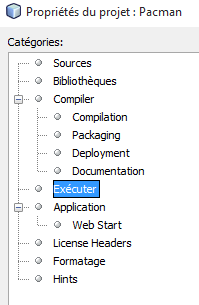 Propriétés du projet : Pacman
Catégories:
Sources
Bibliothèques
Compiler
Compilation
Packaging
Deployment
Documentation
Exécuter
Application
Web Start
License Headers
Formatage
Hints